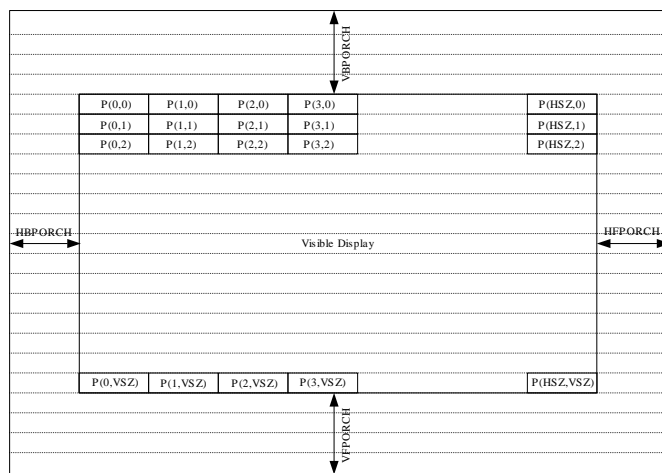 VBPORCH
P(0,0) P(1,0) P(2,0) P(3,0) P(HSZ,0)
P(0,1) P(1,1) P(2,1) P(3,1) P(HSZ,1)
P(0,2) P(1,2) P(2,2) P(3,2) P(HSZ,2)
HBPORCH Visible Display HFPORCH
P(0,VSZ) P(1,VSZ) P(2,VSZ) P(3,VSZ) P(HSZ,VSZ)
VFPORCH